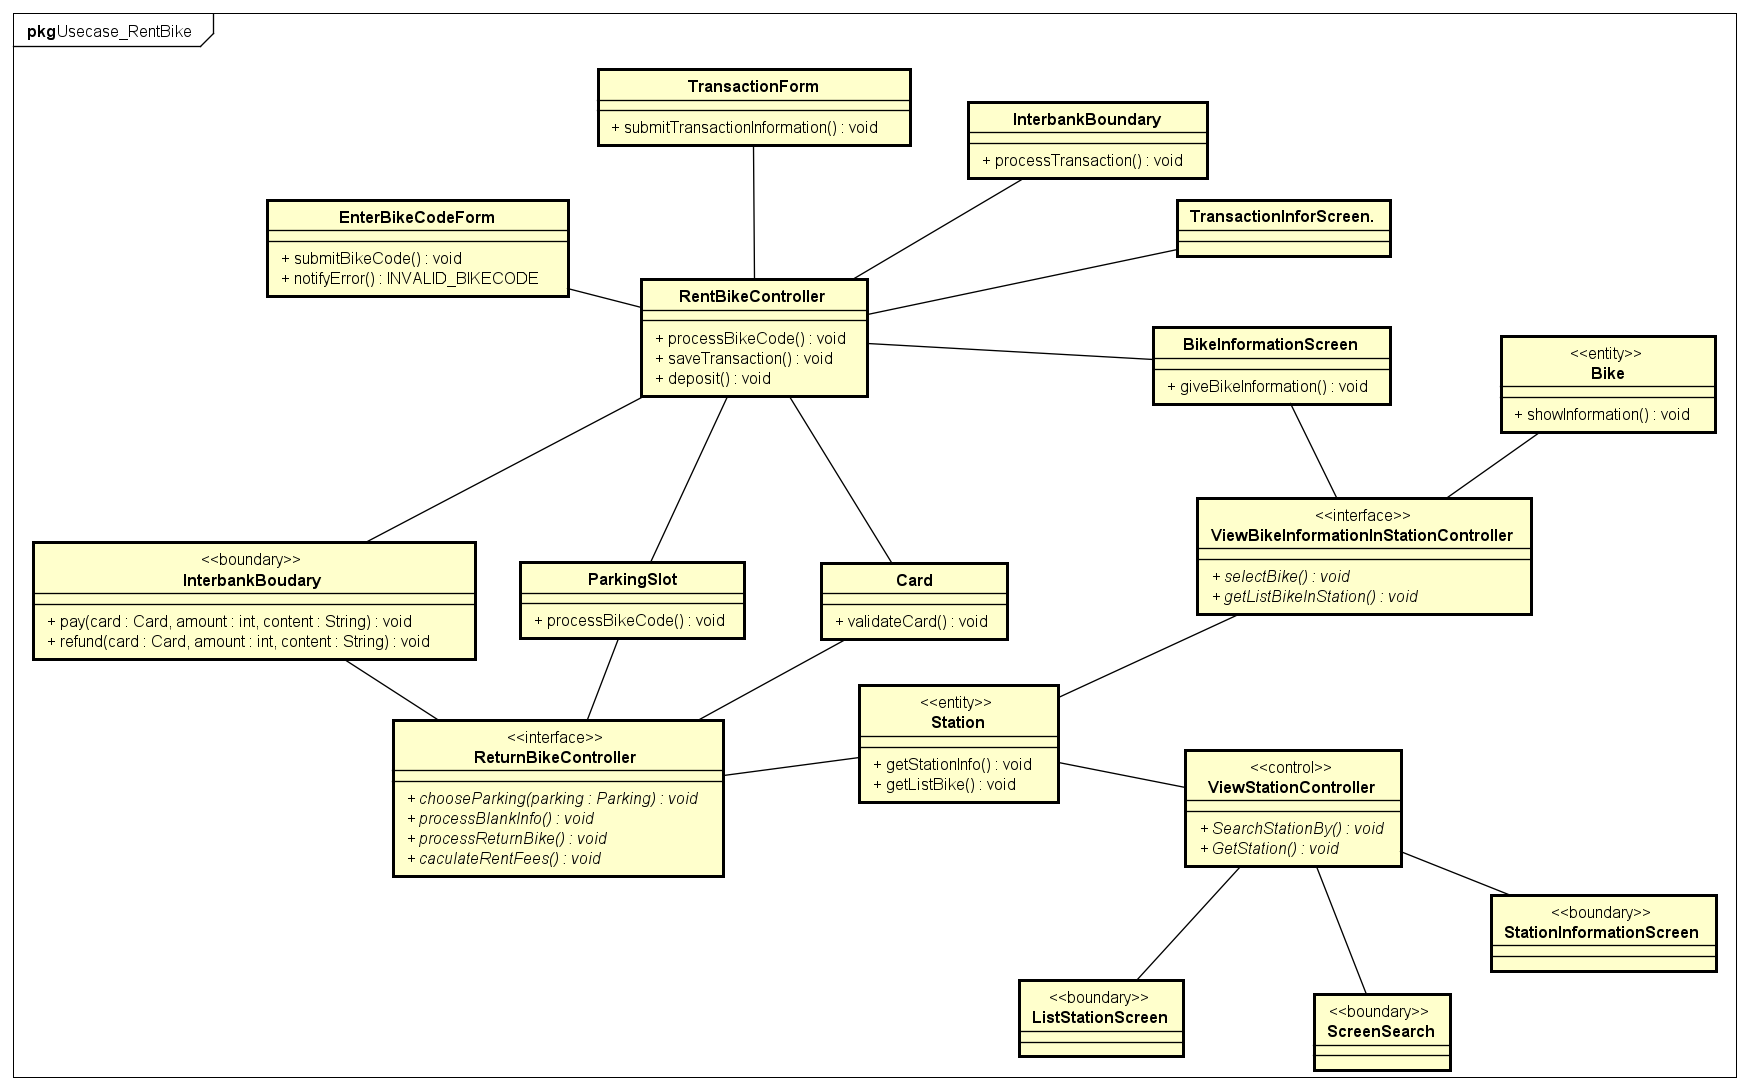 pkg Usecase_RentBike
TransactionForm
+ submitTransactionInformation() : void
InterbankBoundary
+ processTransaction() : void
EnterBikeCodeForm
+ submitBikeCode() : void
+ notifyError() : INVALID_BIKECODE
TransactionInforScreen.
RentBikeController
+ processBikeCode() : void
+ saveTransaction() : void
+ deposit() : void
BikeInformationScreen
+ giveBikeInformation() : void
<<entity>>
Bike
+ showInformation() : void
<<interface>>
ViewBikeInformationInStationController
+ selectBike() : void
+ getListBikeInStation() : void
<<boundary>>
InterbankBoudary
+ pay(card : Card, amount : int, content : String) : void
+ refund(card : Card, amount : int, content : String) : void
ParkingSlot
+ processBikeCode() : void
Card
+ validateCard() : void
<<entity>>
Station
+ getStationInfo() : void
+ getListBike() : void
<<interface>>
ReturnBikeController
+ chooseParking(parking : Parking) : void
+ processBlankInfo() : void
+ processReturnBike() : void
+ caculateRentFees() : void
<<control>>
ViewStationController
+ SearchStationBy() : void
+ GetStation() : void
<<boundary>>
StationInformationScreen
<<boundary>>
ListStationScreen
<<boundary>>
ScreenSearch